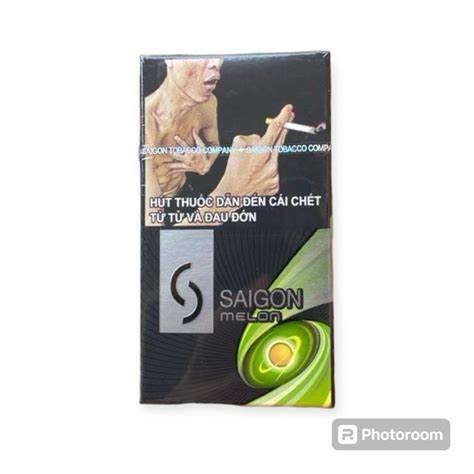 SAIGON TOBACCO COMPANY SAIGON TOBACCO COMPA
HÚT THUỐC DẪN ĐẾN CÁI CHẾT
TỪ TỪ VÀ ĐAU ĐỚN
SAIGON
MELON
Photoroom